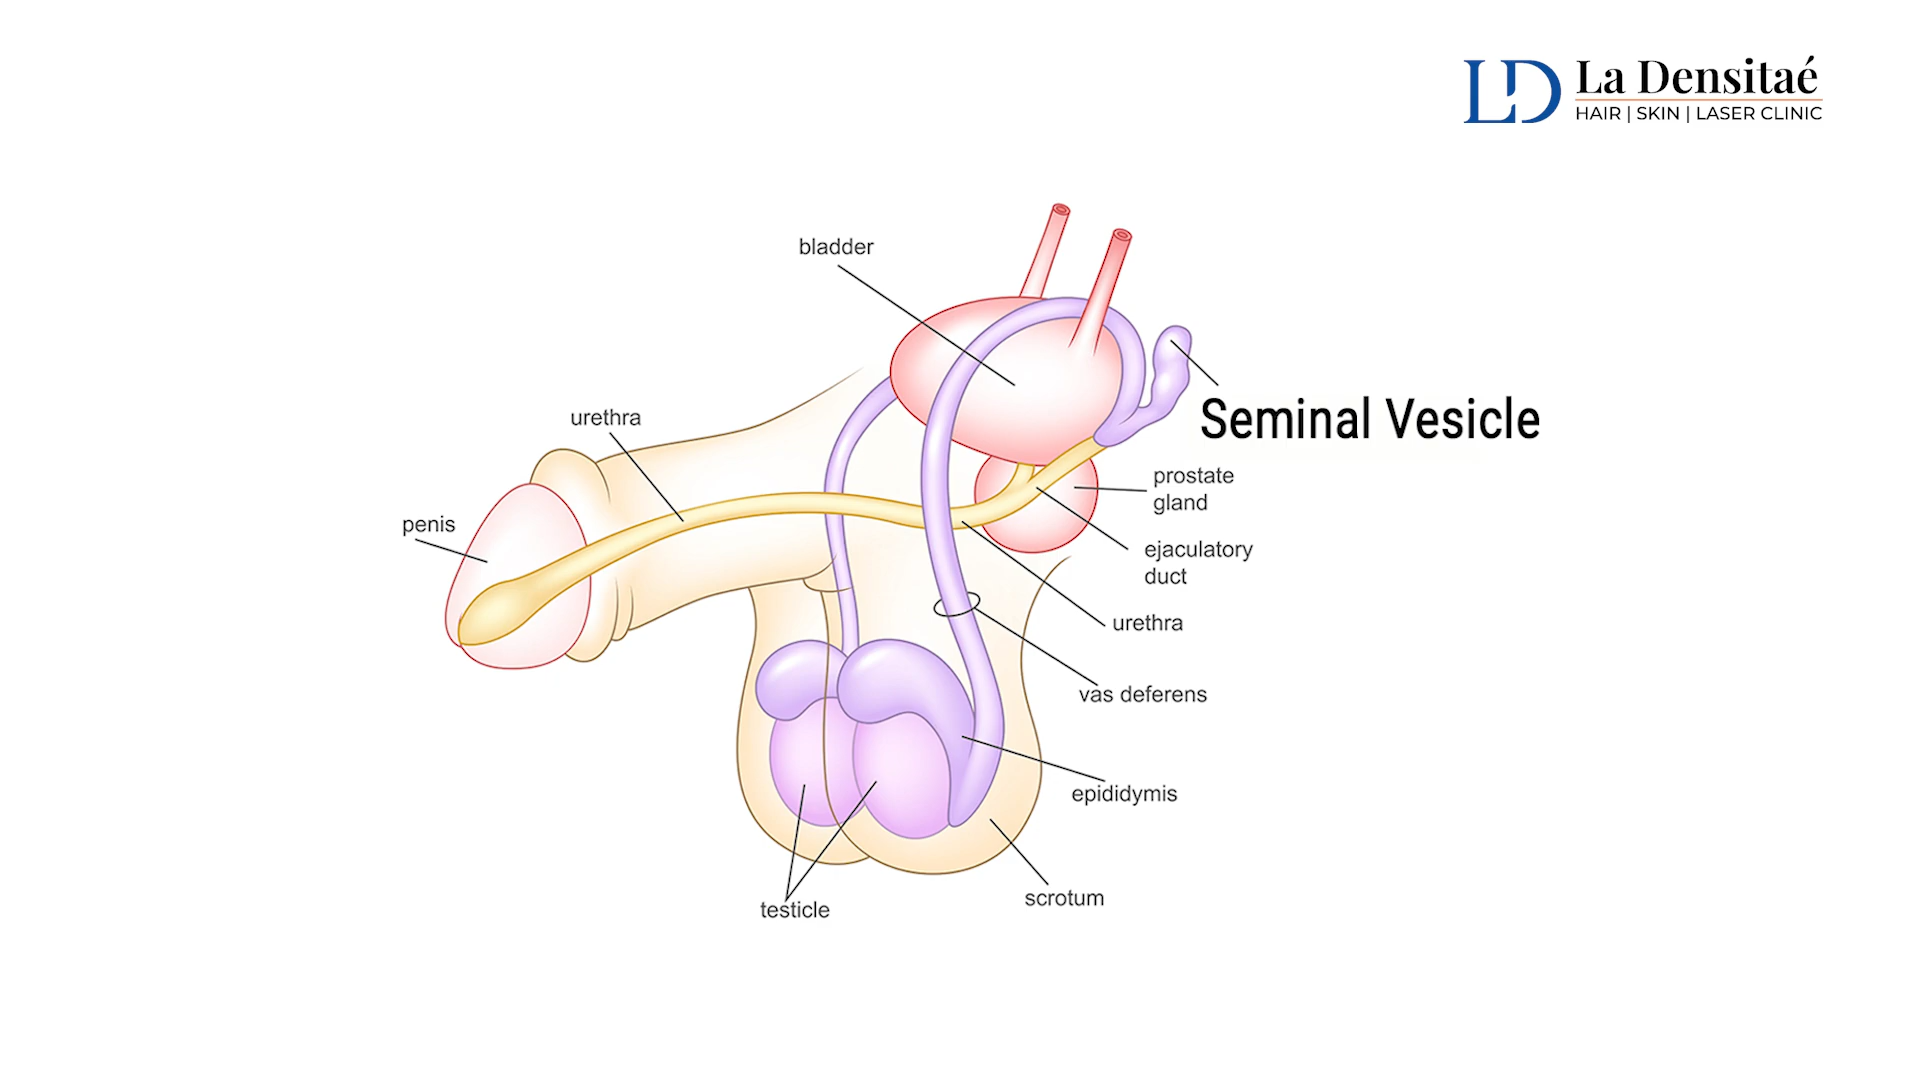 LD La Densitaé
HAIR | SKIN | LASER CLINIC
bladder
urethra
Seminal Vesicle
prostate
gland
penis
ejaculatory
duct
urethra
vas deferens
epididymis
scrotum
testicle